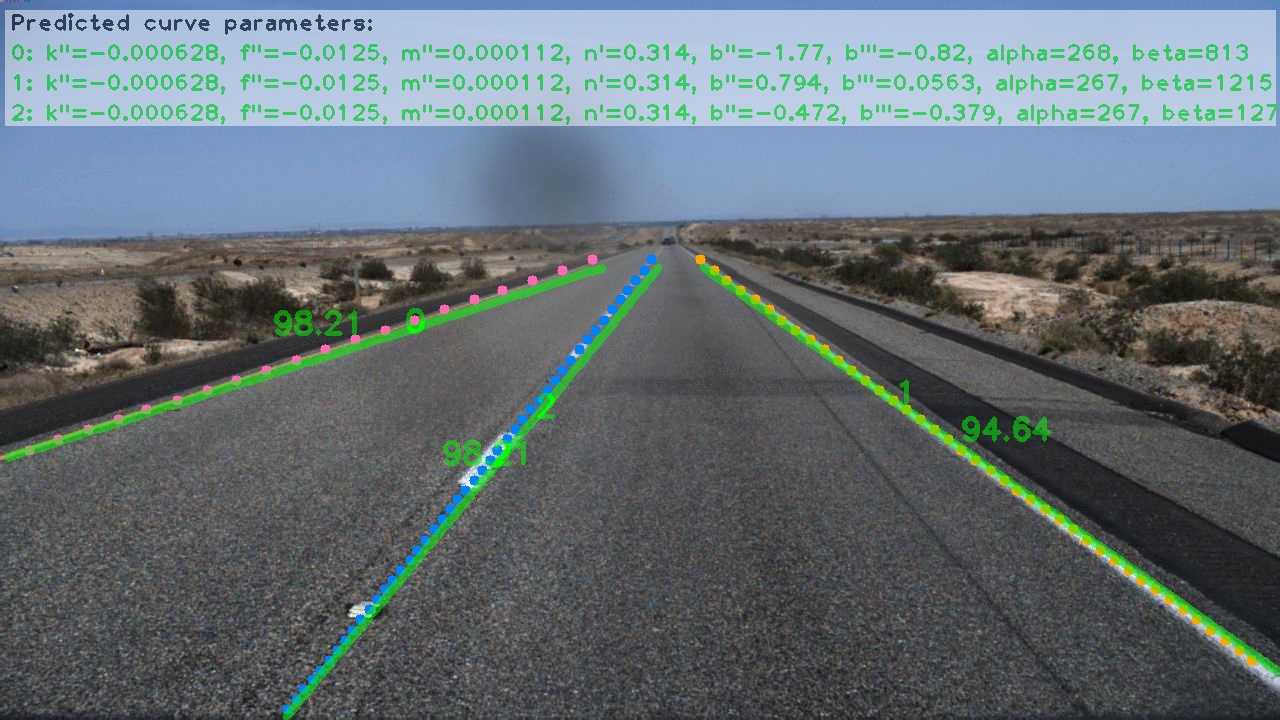 Predicted curve parameters:
0: k''=-0.000628, f''=-0.0125, m''=0.000112, n'=0.314, b''=-1.77, b'''=-0.82, alpha=268, beta=813
1: k''=-0.000628, f''=-0.0125, m''=0.000112, n'=0.314, b''=0.794, b'''=0.0563, alpha=267, beta=1215
2: k''=-0.000628, f''=-0.0125, m''=0.000112, n'=0.314, b''=-0.472, b'''=-0.379, alpha=267, beta=127
98.21 0
1
2
94.64
98.21